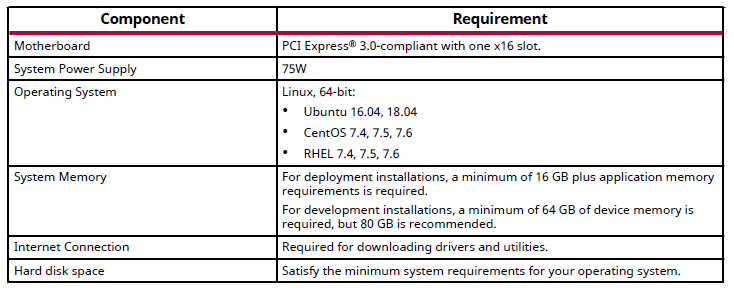 Component Requirement
Motherboard PCI Express® 3.0-compliant with one x16 slot.
System Power Supply 75W
Operating System Linux, 64-bit:
• Ubuntu 16.04, 18.04
• CentOS 7.4, 7.5, 7.6
• RHEL 7.4, 7.5, 7.6
System Memory For deployment installations, a minimum of 16 GB plus application memory
requirements is required.
For development installations, a minimum of 64 GB of device memory is
required, but 80 GB is recommended.
Internet Connection Required for downloading drivers and utilities.
Hard disk space Satisfy the minimum system requirements for your operating system.